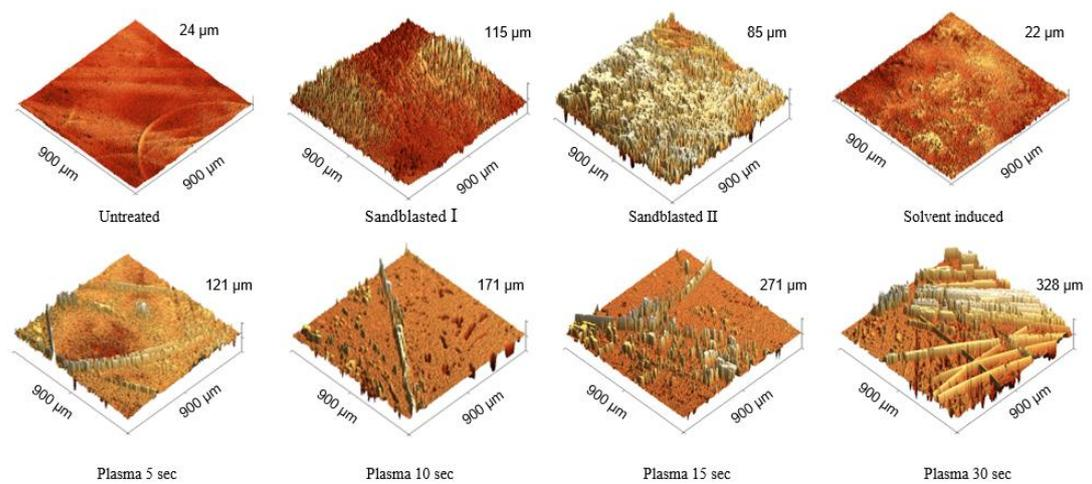 24 µm
115 µm
85 µm
22 µm
900 µm
900 µm
900 µm
900 µm
900 µm
900 µm
900 µm
900 µm
Untreated
Sandblasted I
Sandblasted II
Solvent induced
121 µm
171 µm
271 µm
328 µm
900 µm
900 µm
900 µm
900 µm
900 µm
900 µm
900 µm
900 µm
Plasma 5 sec
Plasma 10 sec
Plasma 15 sec
Plasma 30 sec